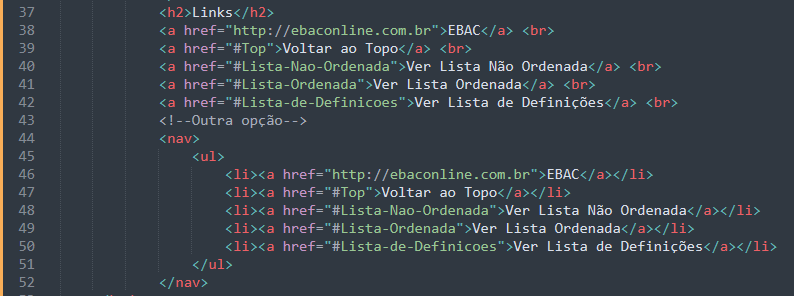 37 <h2>Links</h2>
38 <a href="http://ebaconline.com.br">EBAC</a> <br>
39 <a href="#Top">Voltar ao Topo</a> <br>
40 <a href="#Lista-Nao-Ordenada">Ver Lista Não Ordenada</a> <br>
41 <a href="#Lista-Ordenada">Ver Lista Ordenada</a> <br>
42 <a href="#Lista-de-Definicoes">Ver Lista de Definições</a> <br>
43 <!--Outra opção-->
44 <nav>
45 <ul>
46 <li><a href="http://ebaconline.com.br">EBAC</a></li>
47 <li><a href="#Top">Voltar ao Topo</a></li>
48 <li><a href="#Lista-Nao-Ordenada">Ver Lista Não Ordenada</a></li>
49 <li><a href="#Lista-Ordenada">Ver Lista Ordenada</a></li>
50 <li><a href="#Lista-de-Definicoes">Ver Lista de Definições</a></li>
51 </ul>
52 </nav>